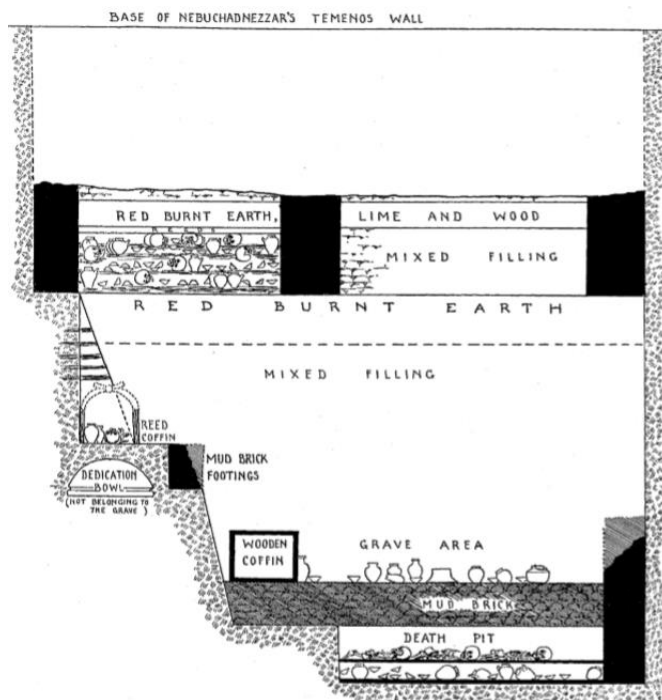 BASE OF NEBUCHADNEZZAR'S TEMENOS WALL
RED BURNT EARTH, LIME AND WOOD
REEDS
MIXED FILLING
RED BURNT EARTH
MIXED FILLING
REED
COFFIN
MUD BRICK
FOOTINGS
DEDICATION
BOWL
(NOT BELONGING TO
THE GRAVE)
WOODEN
COFFIN
GRAVE AREA
MUD BRICK
DEATH PIT